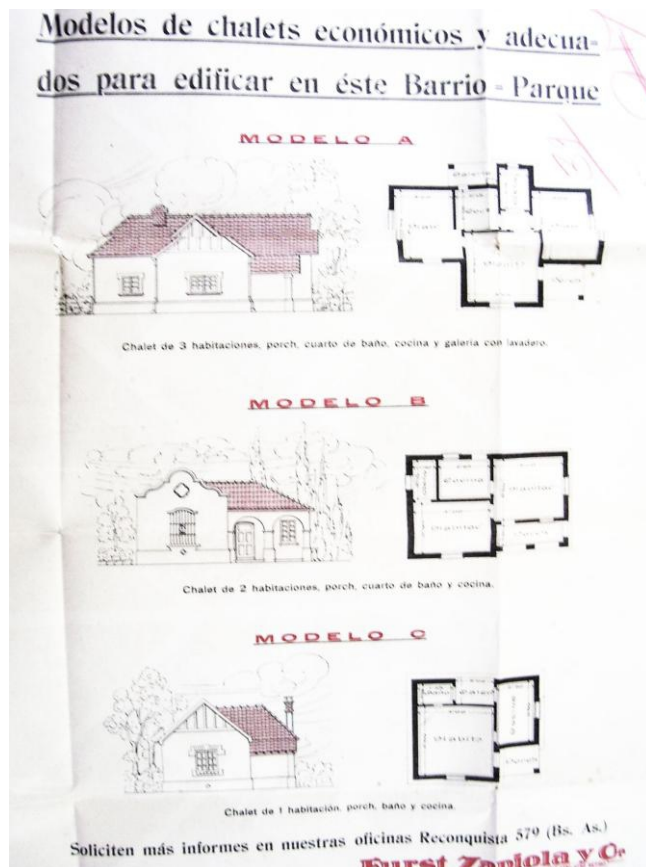 Modelos de chalets económicos y adecua-
dos para edificar en éste Barrio-Parque
MODELO A
Chalet de 3 habitaciones, porch, cuarto de baño, cocina y galería con lavadero.
MODELO B
Cocina
Chalet de 2 habitaciones, porch, cuarto de baño y cocina.
MODELO C
Chalet de 1 habitación, porch, baño y cocina.
Soliciten más informes en nuestras oficinas Reconquista 579 (Bs. As.)
Furst Zapiola y Cª